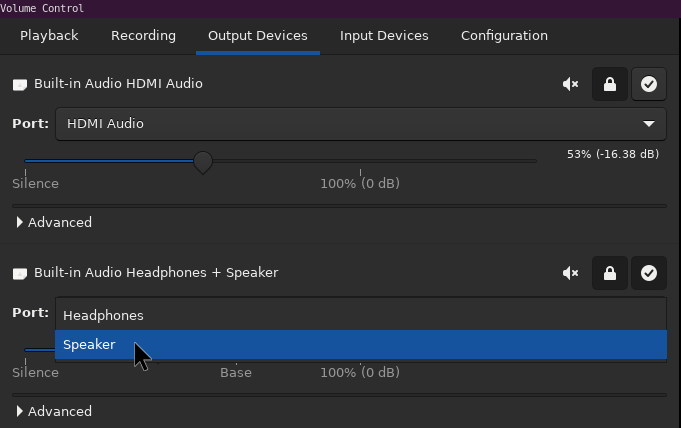 Volume Control
Playback Recording Output Devices Input Devices Configuration
Built-in Audio HDMI Audio
Port: HDMI Audio
53% (-16.38 dB)
Silence 100% (0 dB)
Advanced
Built-in Audio Headphones + Speaker
Port:
Headphones
Speaker
Silence Base 100% (0 dB)
Advanced